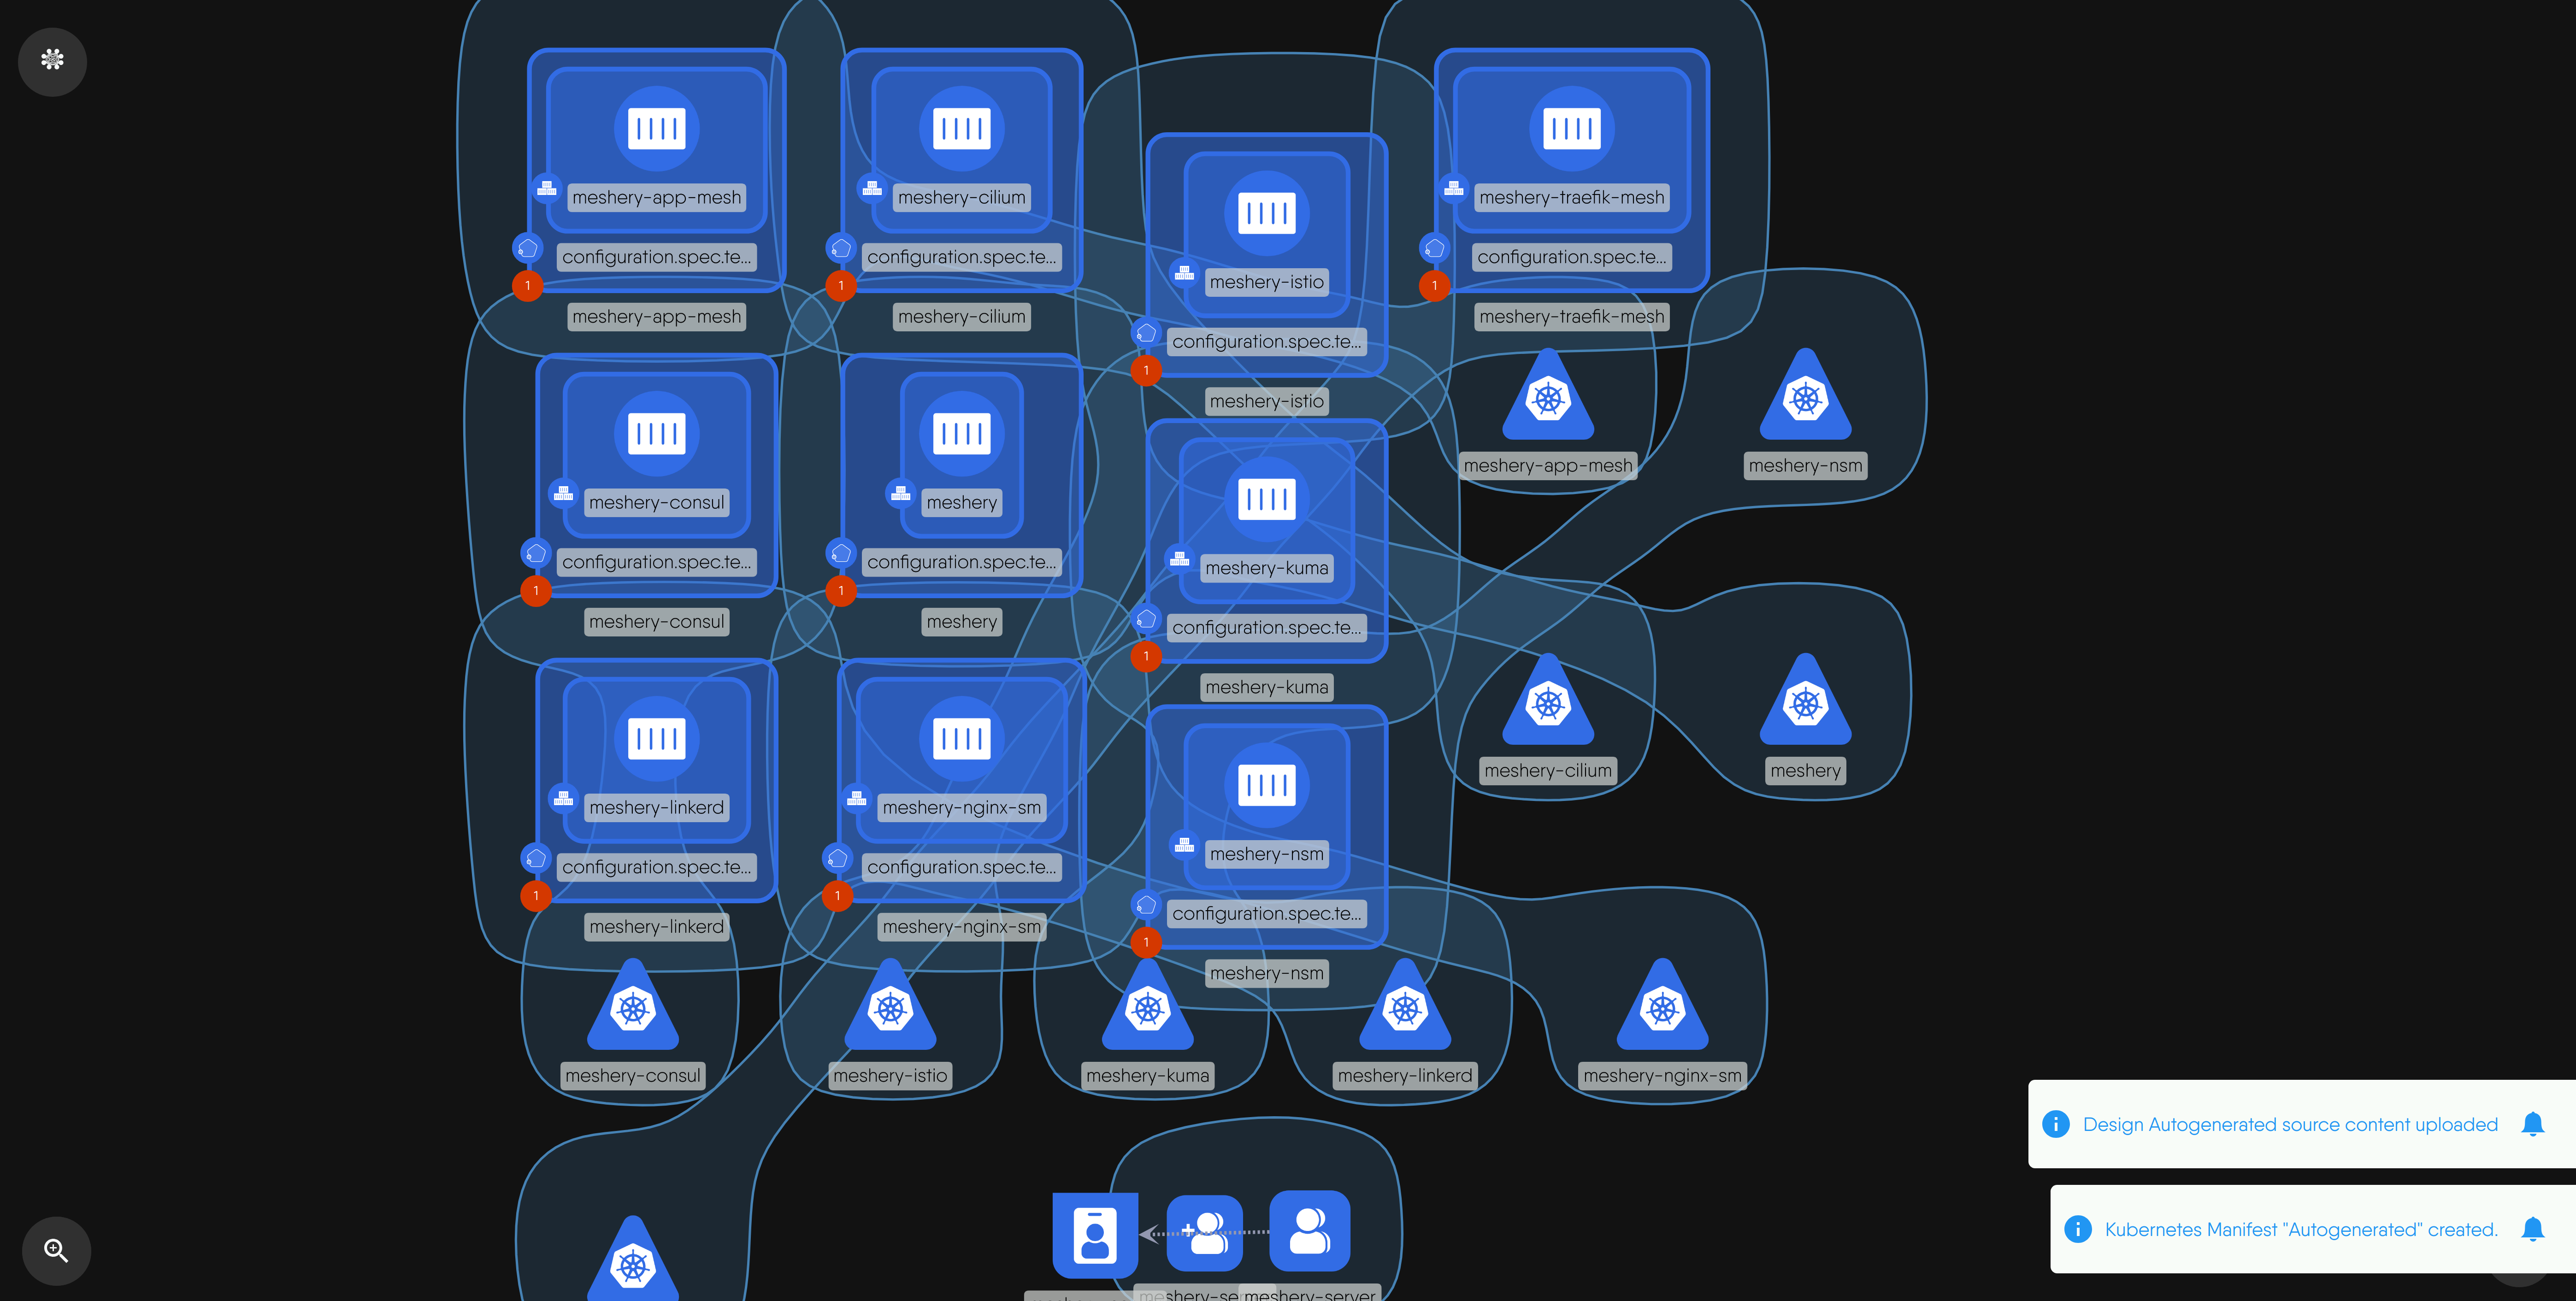 meshery-app-mesh
configuration.spec.te...
1
meshery-app-mesh
meshery-cilium
configuration.spec.te...
1
meshery-cilium
meshery-istio
configuration.spec.te...
1
meshery-istio
meshery-traefik-mesh
configuration.spec.te...
1
meshery-traefik-mesh
meshery-app-mesh
meshery-nsm
meshery-consul
configuration.spec.te...
1
meshery-consul
meshery
configuration.spec.te...
1
meshery
meshery-kuma
configuration.spec.te...
1
meshery-kuma
meshery-cilium
meshery
meshery-linkerd
configuration.spec.te...
1
meshery-linkerd
meshery-nginx-sm
configuration.spec.te...
1
meshery-nginx-sm
meshery-nsm
configuration.spec.te...
1
meshery-nsm
meshery-consul
meshery-istio
meshery-kuma
meshery-linkerd
meshery-nginx-sm
Design Autogenerated source content uploaded
Kubernetes Manifest "Autogenerated" created.
meshery-server